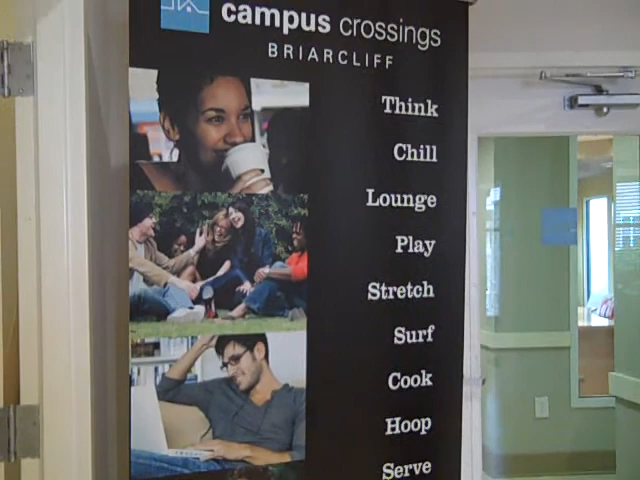 campus crossings
BRIARCLIFF
Think
Chill
Lounge
Play
Stretch
Surf
Cook
Hoop
Serve